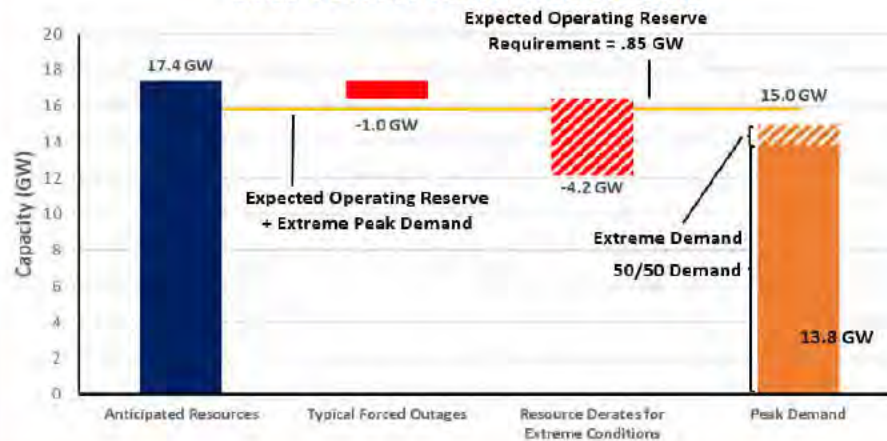 Expected Operating Reserve
Requirement = .85 GW
20
18
16
14
12
10
8
6
4
2
0
Capacity (GW)
17.4 GW
-1.0 GW
-4.2 GW
15.0 GW
Expected Operating Reserve
+ Extreme Peak Demand
Extreme Demand
50/50 Demand
13.8 GW
Anticipated Resources
Typical Forced Outages
Resource Derates for
Extreme Conditions
Peak Demand